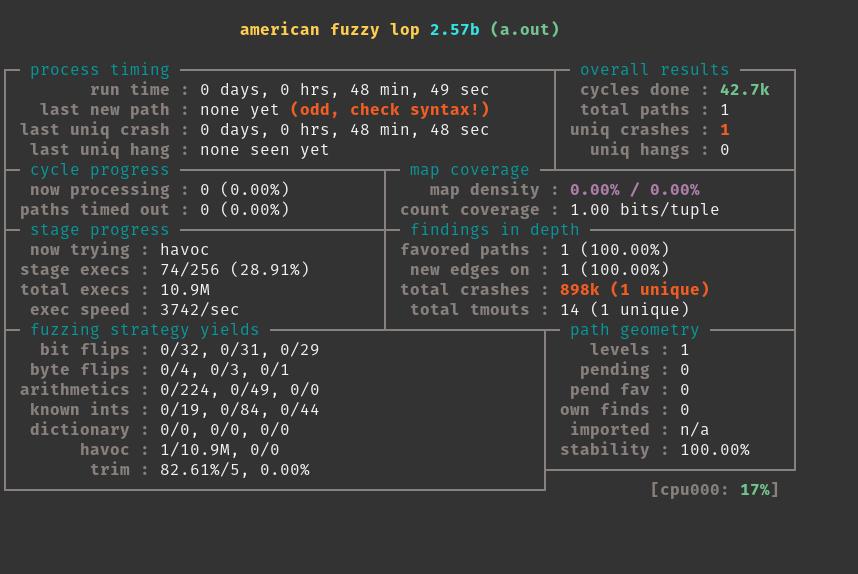 american fuzzy lop 2.57b (a.out)
process timing overall results
run time : 0 days, 0 hrs, 48 min, 49 sec cycles done : 42.7k
last new path : none yet (odd, check syntax!) total paths : 1
last uniq crash : 0 days, 0 hrs, 48 min, 48 sec uniq crashes : 1
last uniq hang : none seen yet uniq hangs : 0
cycle progress map coverage
now processing : 0 (0.00%) map density : 0.00% / 0.00%
paths timed out : 0 (0.00%) count coverage : 1.00 bits/tuple
stage progress findings in depth
now trying : havoc favored paths : 1 (100.00%)
stage execs : 74/256 (28.91%) new edges on : 1 (100.00%)
total execs : 10.9M total crashes : 898k (1 unique)
exec speed : 3742/sec total tmouts : 14 (1 unique)
fuzzing strategy yields path geometry
bit flips : 0/32, 0/31, 0/29 levels : 1
byte flips : 0/4, 0/3, 0/1 pending : 0
arithmetics : 0/224, 0/49, 0/0 pend fav : 0
known ints : 0/19, 0/84, 0/44 own finds : 0
dictionary : 0/0, 0/0, 0/0 imported : n/a
havoc : 1/10.9M, 0/0 stability : 100.00%
trim : 82.61%/5, 0.00%
[cpu000: 17%]